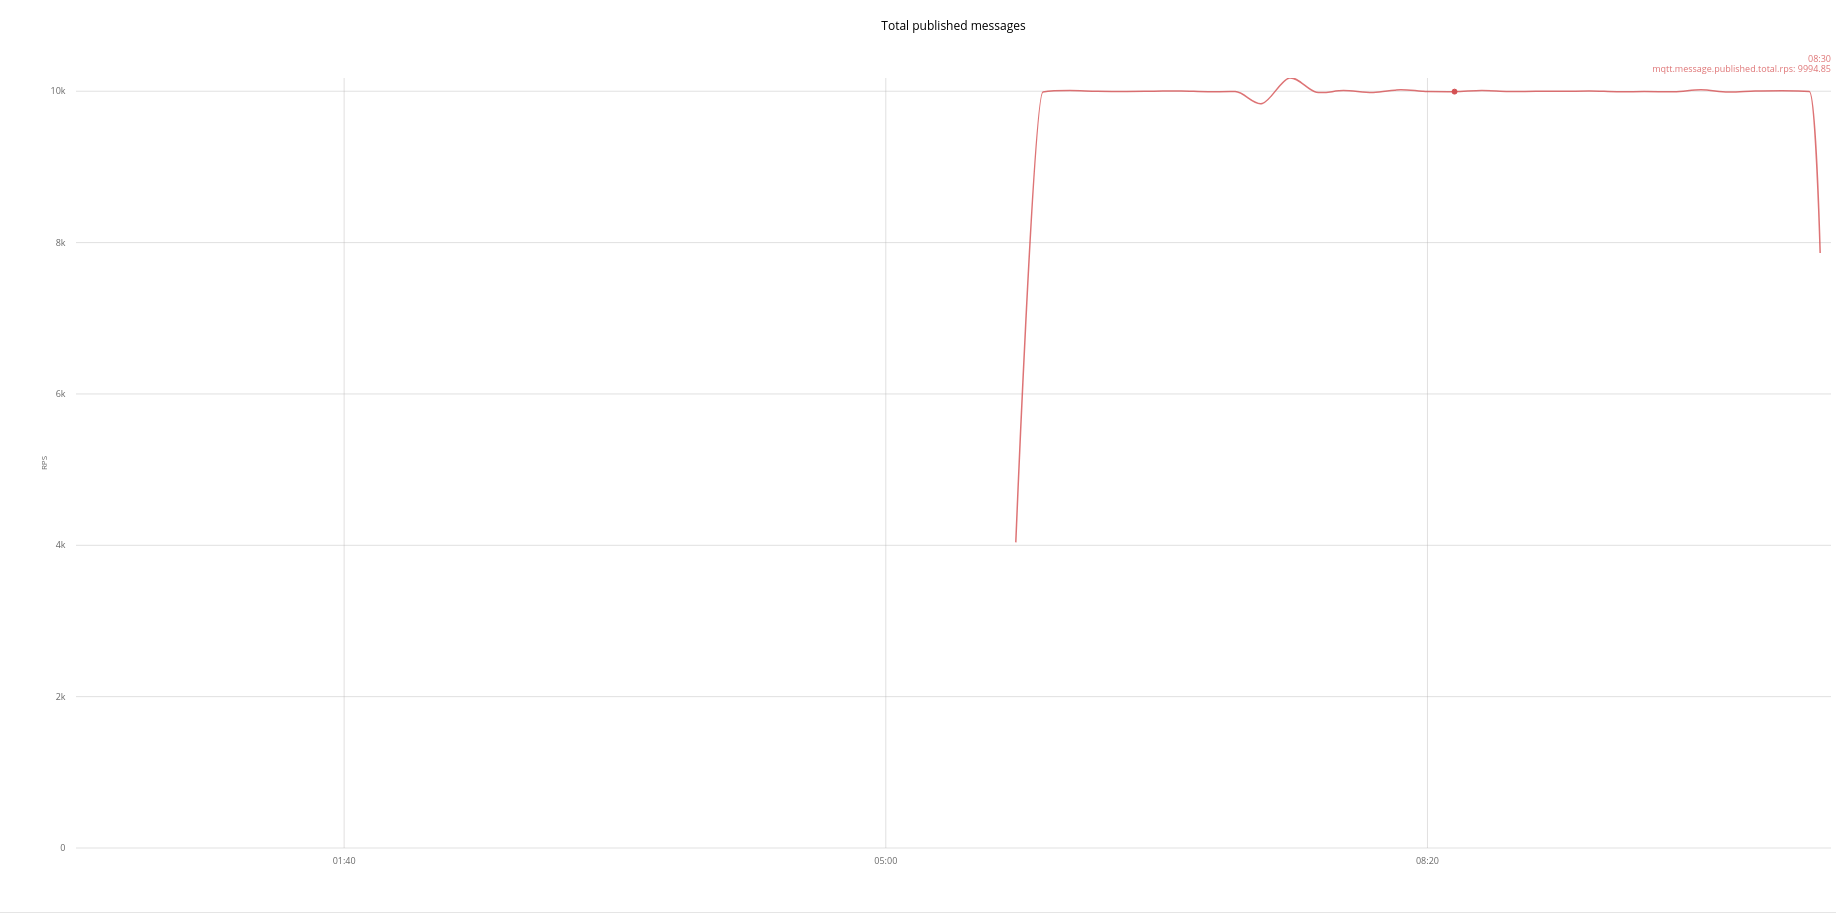 Total published messages
08:30
mqtt.message.published.total.rps: 9994.85
10k
8k
6k
RPS
4k
2k
0
01:40 05:00 08:20